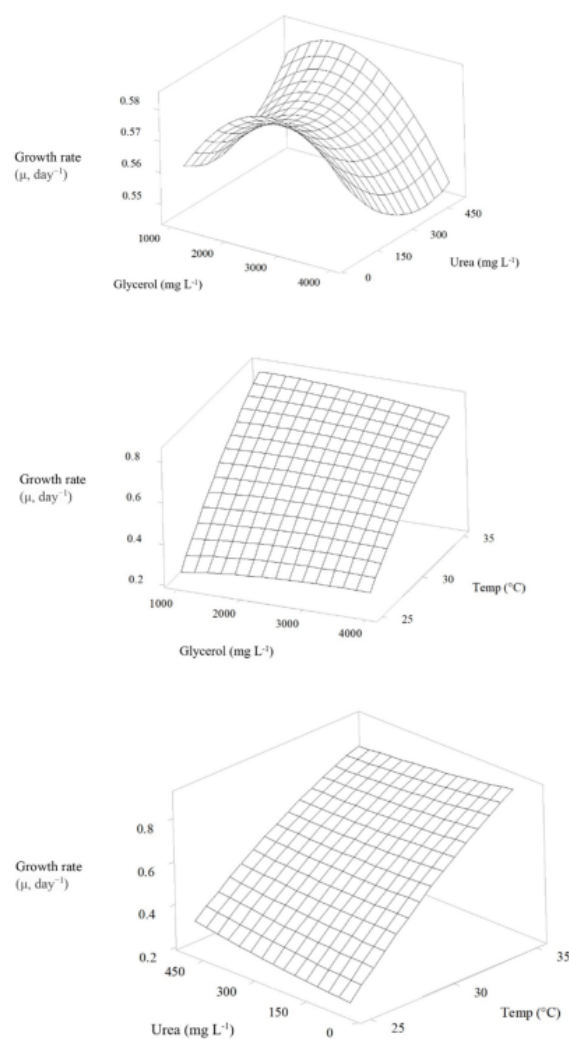 0.58
0.57
0.56
0.55
Growth rate
(μ, day⁻¹)
1000
2000
3000
4000
Glycerol (mg L⁻¹)
0
150
300
450
Urea (mg L⁻¹)
0.8
0.6
0.4
0.2
Growth rate
(μ, day⁻¹)
1000
2000
3000
4000
Glycerol (mg L⁻¹)
25
30
35
Temp (°C)
0.8
0.6
0.4
0.2
Growth rate
(μ, day⁻¹)
450
300
150
0
Urea (mg L⁻¹)
25
30
35
Temp (°C)